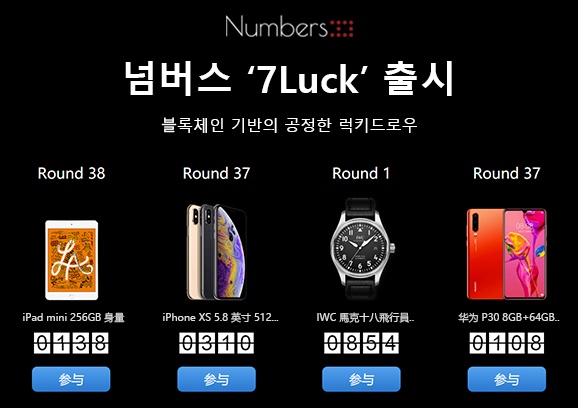 Numbers
넘버스 ‘7Luck’ 출시
블록체인 기반의 공정한 럭키드로우
Round 38
Round 37
Round 1
Round 37
iPad mini 256GB 身量
iPhone XS 5.8 英寸 512...
IWC 馬克十八飛行員..
华为 P30 8GB+64GB..
0138
0310
0854
0108
参与
参与
参与
参与